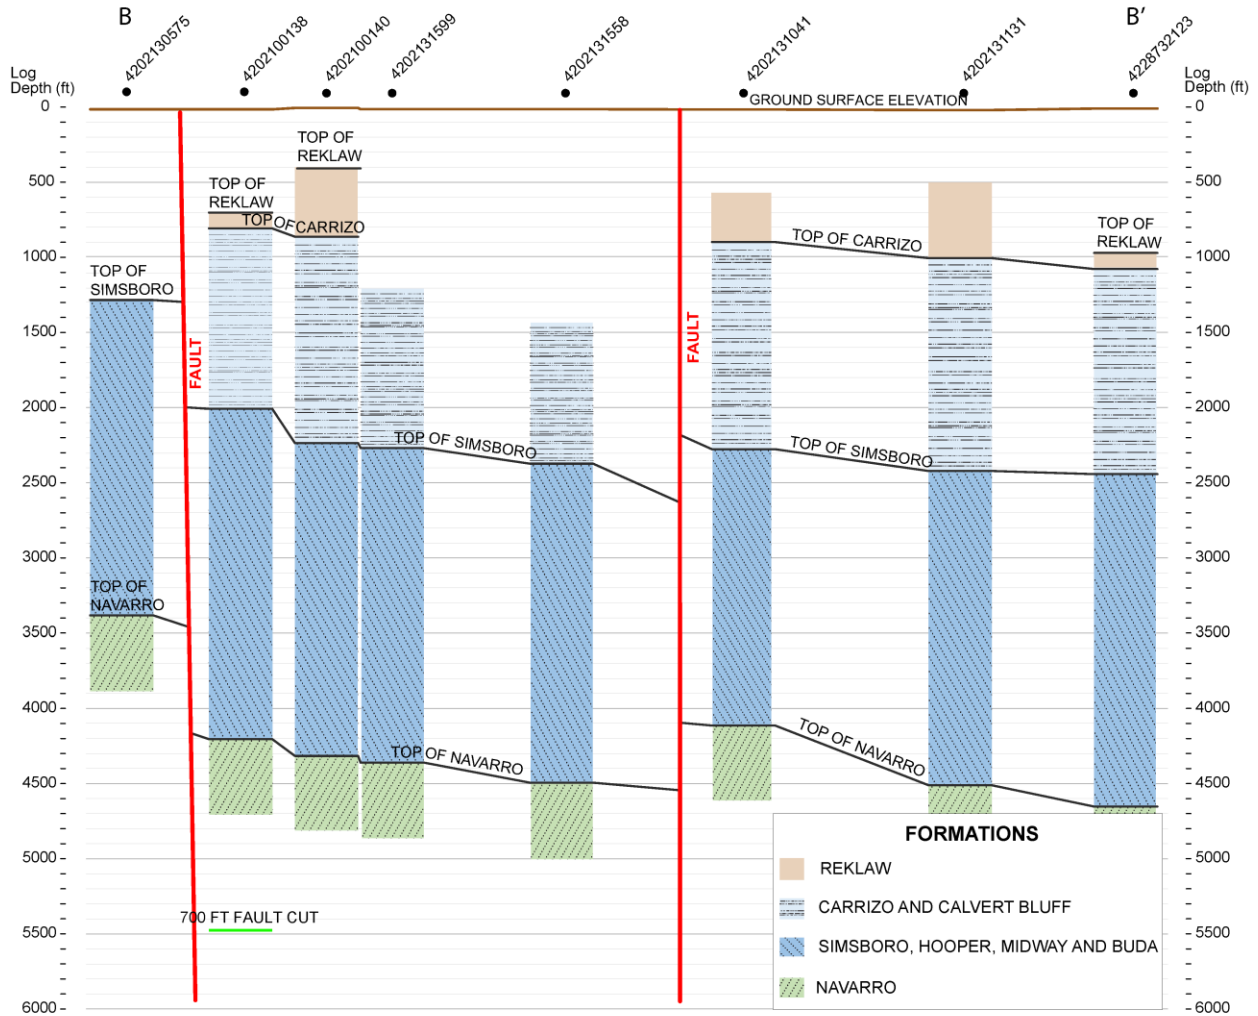 B
B'
4202130575
4202100138
4202100140
4202131599
4202131558
4202131041
4202131131
4228732123
Log
Depth (ft)
Log
Depth (ft)
GROUND SURFACE ELEVATION
0
500
1000
1500
2000
2500
3000
3500
4000
4500
5000
5500
6000
0
500
1000
1500
2000
2500
3000
3500
4000
4500
5000
5500
6000
TOP OF
REKLAW
TOP OF
REKLAW
TOP OF CARRIZO
TOP OF CARRIZO
TOP OF
REKLAW
TOP OF
SIMSBORO
FAULT
FAULT
TOP OF SIMSBORO
TOP OF SIMSBORO
TOP OF
NAVARRO
TOP OF NAVARRO
TOP OF NAVARRO
700 FT FAULT CUT
FORMATIONS
REKLAW
CARRIZO AND CALVERT BLUFF
SIMSBORO, HOOPER, MIDWAY AND BUDA
NAVARRO